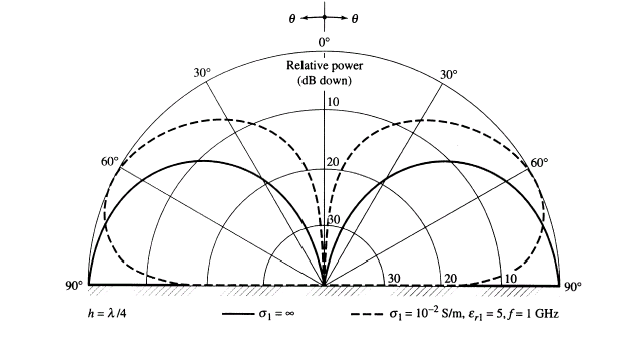 θ θ
0°
Relative power
(dB down)
30° 30°
10
60° 60°
20
30
90° 30 20 10 90°
h = λ/4 σ1 = ∞ σ1 = 10⁻² S/m, εr1 = 5, f = 1 GHz